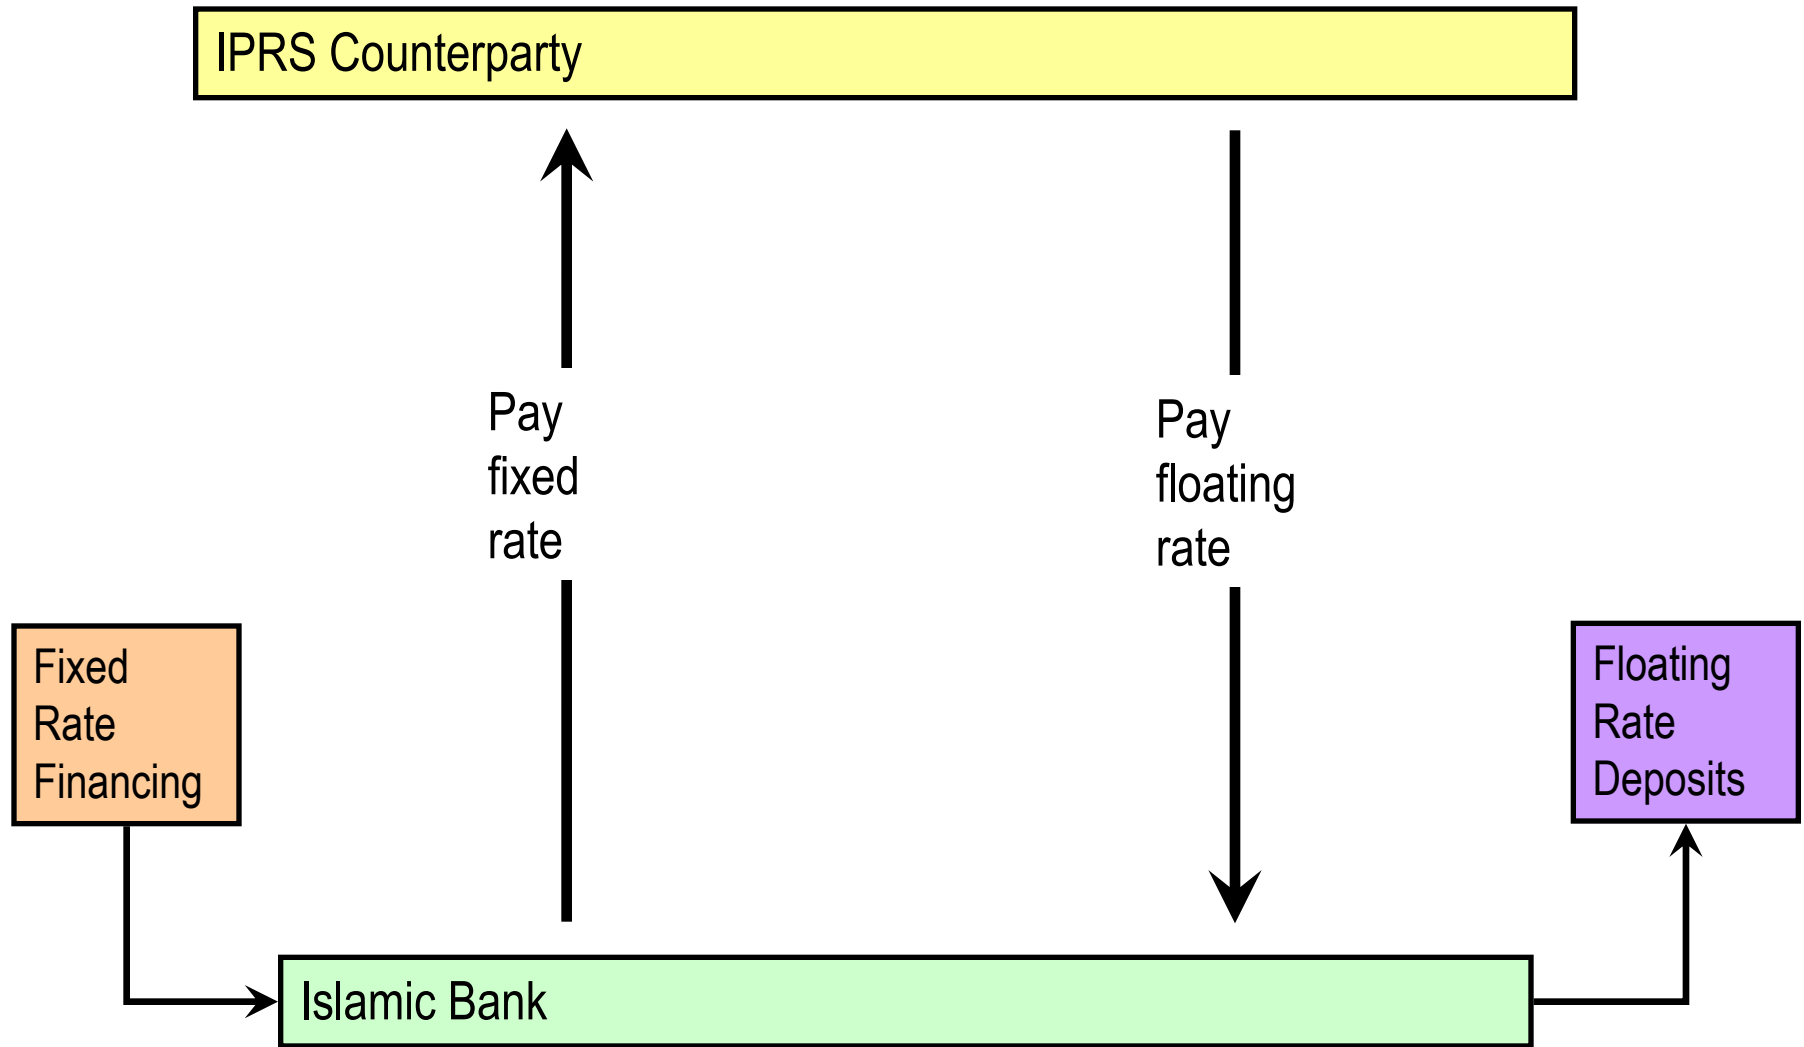 IPRS Counterparty
Pay
fixed
rate
Pay
floating
rate
Fixed
Rate
Financing
Floating
Rate
Deposits
Islamic Bank